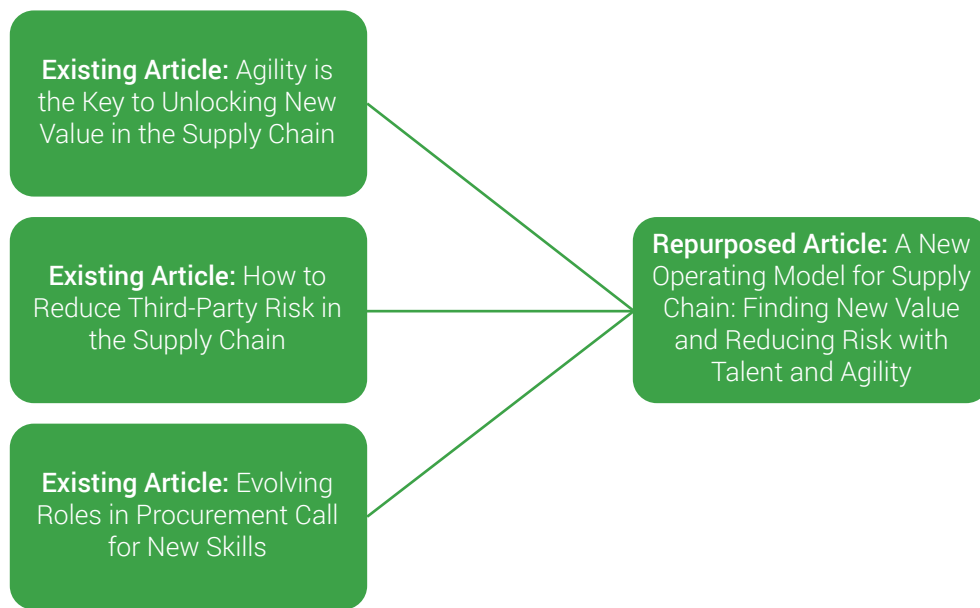 Existing Article: Agility is
the Key to Unlocking New
Value in the Supply Chain
Existing Article: How to
Reduce Third-Party Risk in
the Supply Chain
Existing Article: Evolving
Roles in Procurement Call
for New Skills
Repurposed Article: A New
Operating Model for Supply
Chain: Finding New Value
and Reducing Risk with
Talent and Agility